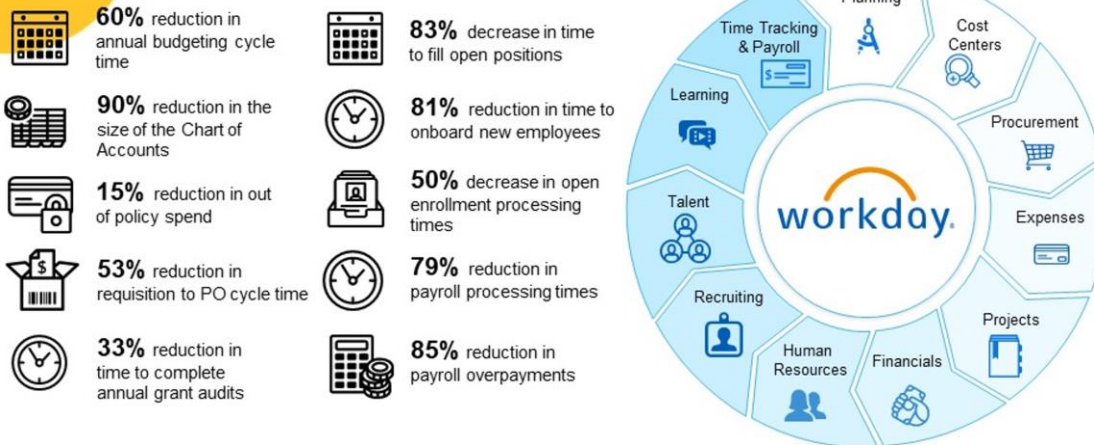 60% reduction in
annual budgeting cycle
time
90% reduction in the
size of the Chart of
Accounts
15% reduction in out
of policy spend
$
53% reduction in
requisition to PO cycle time
33% reduction in
time to complete
annual grant audits
83% decrease in time
to fill open positions
81% reduction in time to
onboard new employees
50% decrease in open
enrollment processing
times
79% reduction in
payroll processing times
85% reduction in
payroll overpayments
Planning
Time Tracking
& Payroll
$
Cost
Centers
Learning
Procurement
Talent
workday.
Expenses
Recruiting
Projects
Human
Resources
Financials